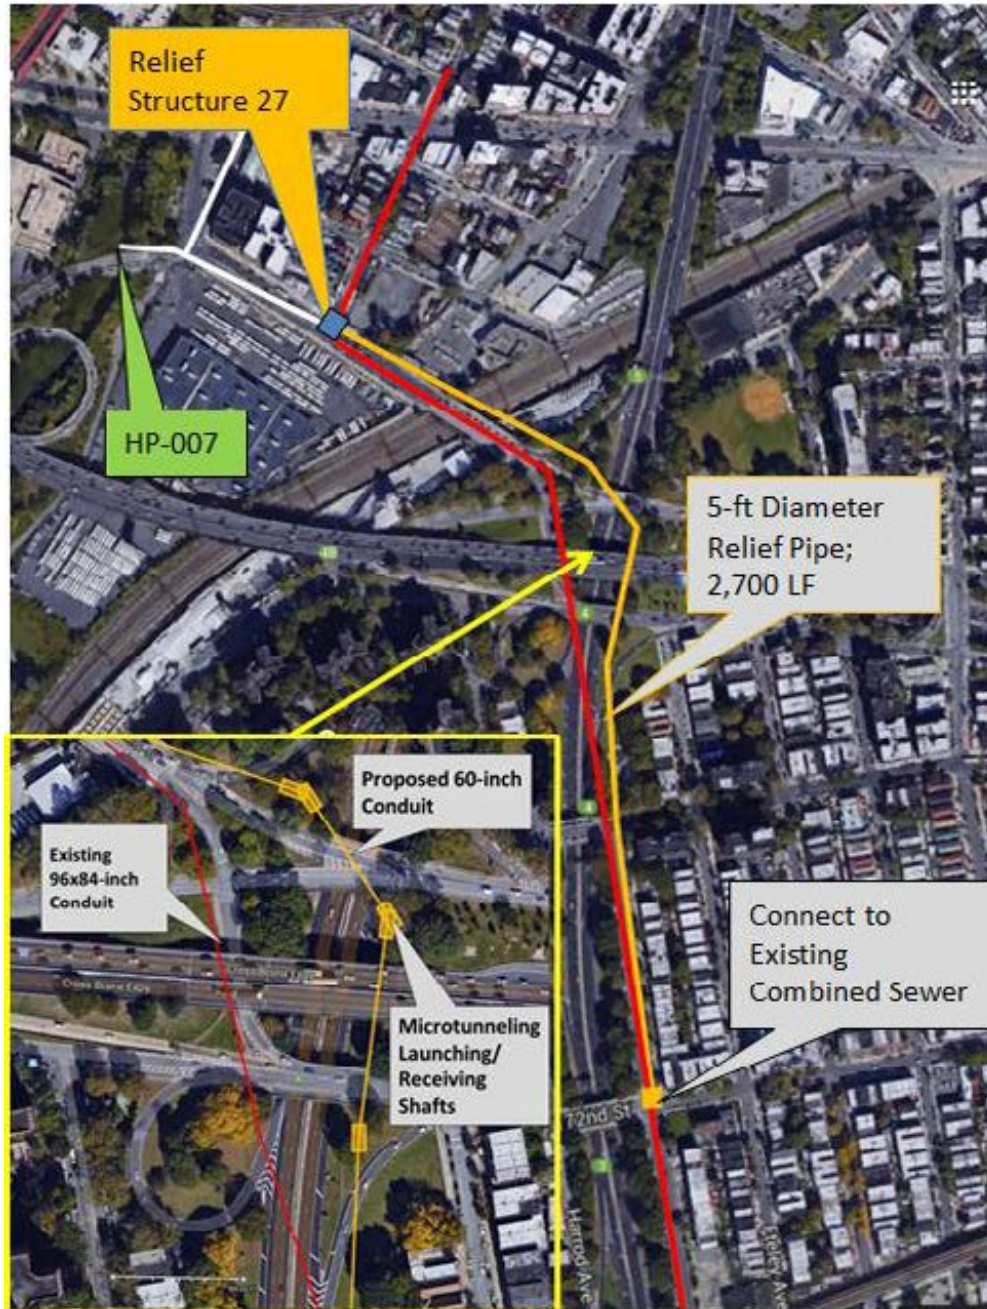 Relief
Structure 27
HP-007
5-ft Diameter
Relief Pipe;
2,700 LF
Proposed 60-inch
Conduit
Existing
96x84-inch
Conduit
Connect to
Existing
Combined Sewer
Microtunneling
Launching/
Receiving
Shafts
72nd St
Harrod Ave